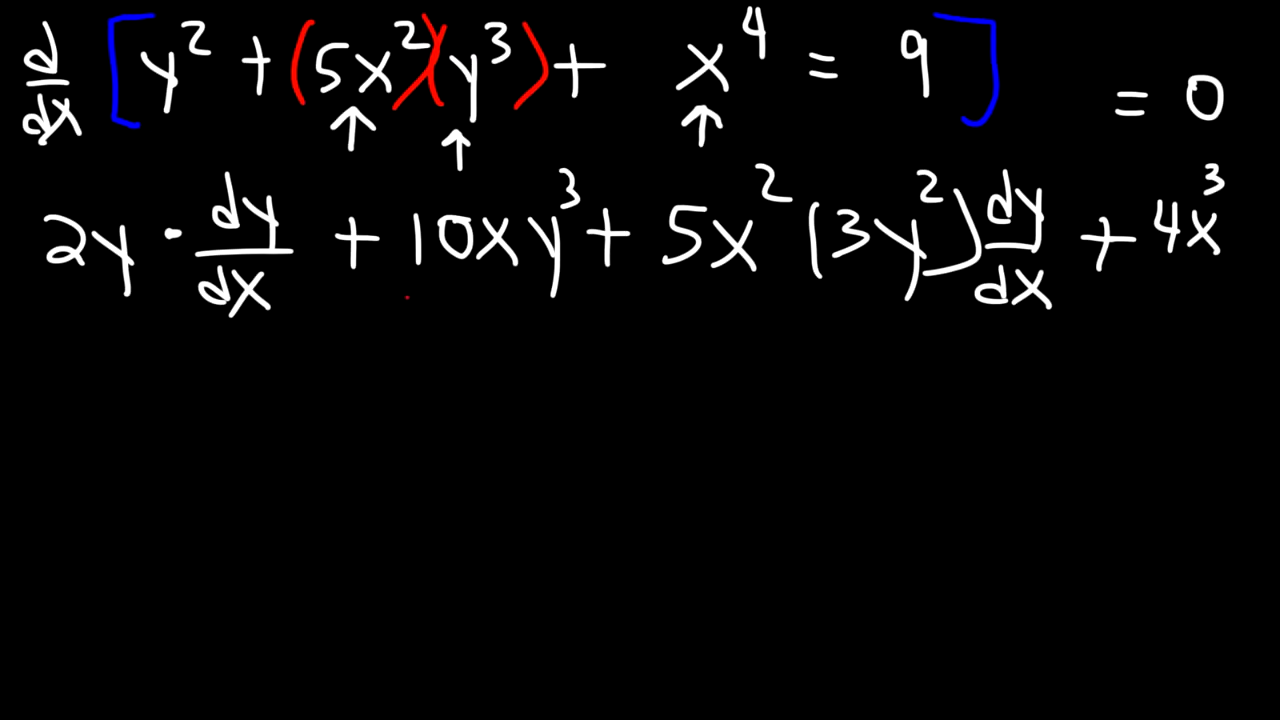 d/dx [y² + (5x²)(y³) + x⁴ = 9] = 0
2y · dy/dx + 10xy³ + 5x² (3y²) dy/dx + 4x³